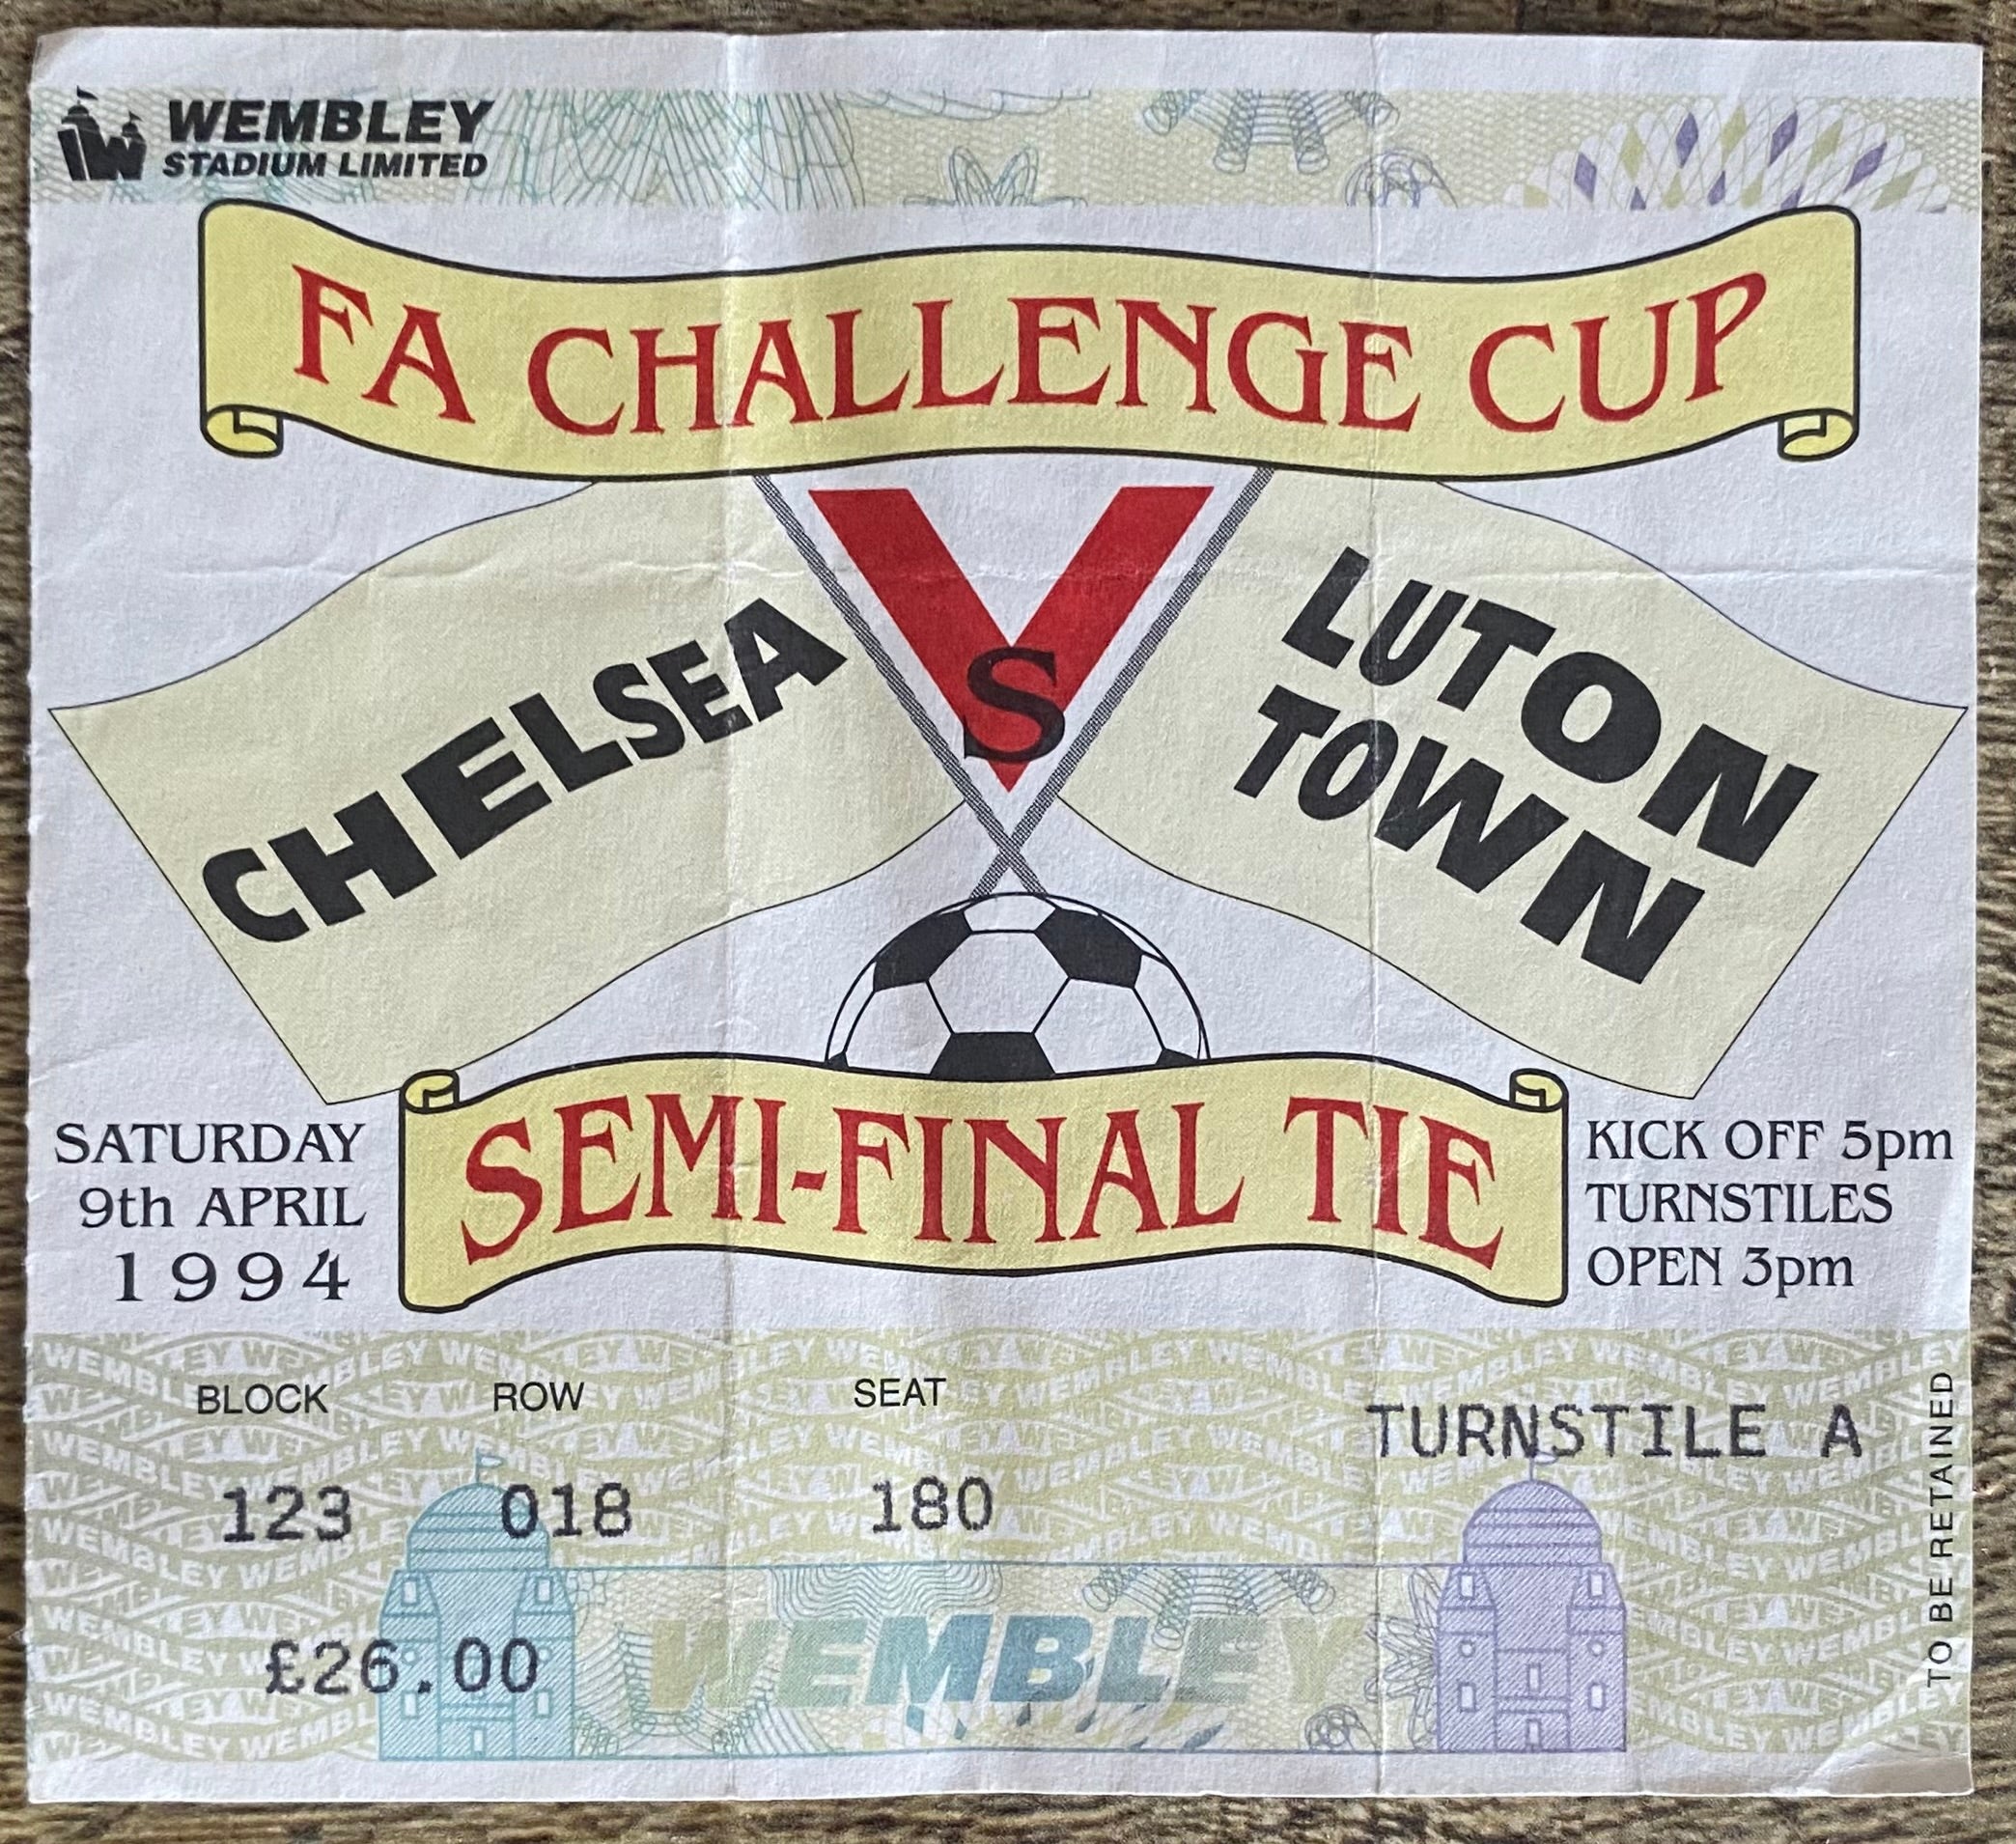 WEMBLEY
STADIUM LIMITED
FA CHALLENGE CUP
CHELSEA
Vs
LUTON
TOWN
SEMI-FINAL TIE
SATURDAY
9th APRIL
1994
KICK OFF 5pm
TURNSTILES
OPEN 3pm
BLOCK ROW SEAT
TURNSTILE A
123 018 180
£26.00
WEMBLEY
TO BE RETAINED